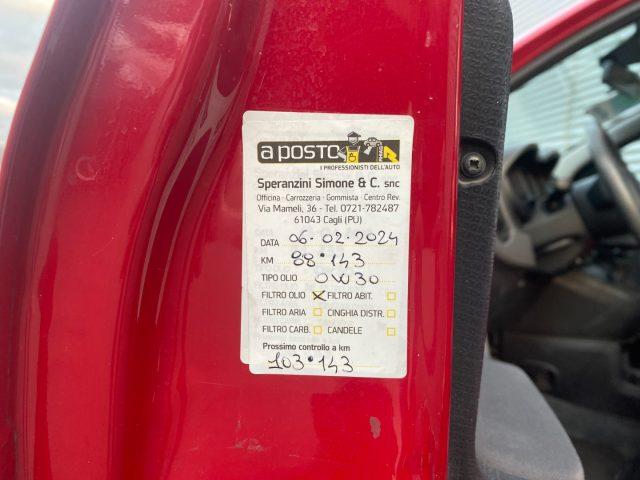 a posto
I PROFESSIONISTI DELL'AUTO
Speranzini Simone & C. snc
Officina · Carrozzeria · Gommista · Centro Rev.
Via Mameli, 36 - Tel. 0721-782487
61043 Cagli (PU)
DATA 06·02·2024
KM 88·143
TIPO OLIO 0W30
FILTRO OLIO X FILTRO ABIT.
FILTRO ARIA CINGHIA DISTR.
FILTRO CARB. CANDELE
Prossimo controllo a km
103·143